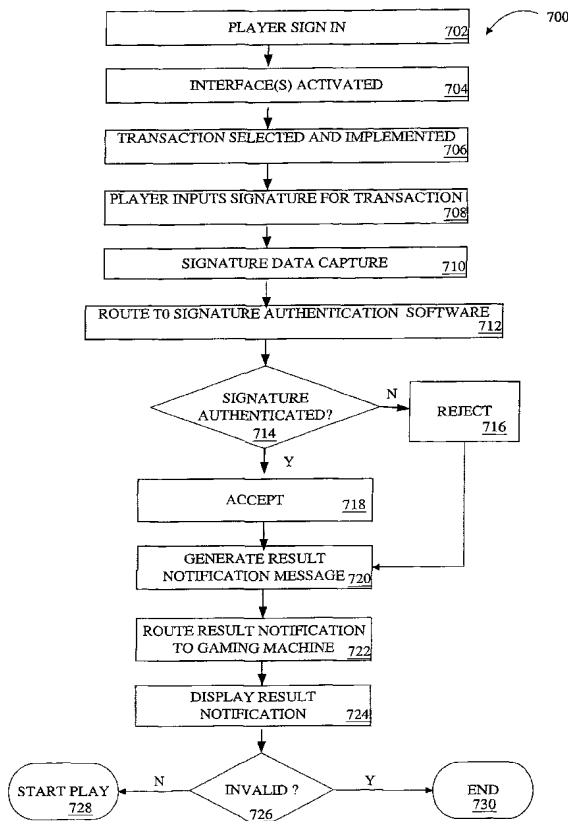 700
PLAYER SIGN IN
702
INTERFACE(S) ACTIVATED
704
TRANSACTION SELECTED AND IMPLEMENTED
706
PLAYER INPUTS SIGNATURE FOR TRANSACTION
708
SIGNATURE DATA CAPTURE
710
ROUTE T0 SIGNATURE AUTHENTICATION SOFTWARE
712
SIGNATURE
AUTHENTICATED?
714
N
REJECT
716
Y
ACCEPT
718
GENERATE RESULT
NOTIFICATION MESSAGE
720
ROUTE RESULT NOTIFICATION
TO GAMING MACHINE
722
DISPLAY RESULT
NOTIFICATION
724
INVALID ?
726
N
START PLAY
728
Y
END
730